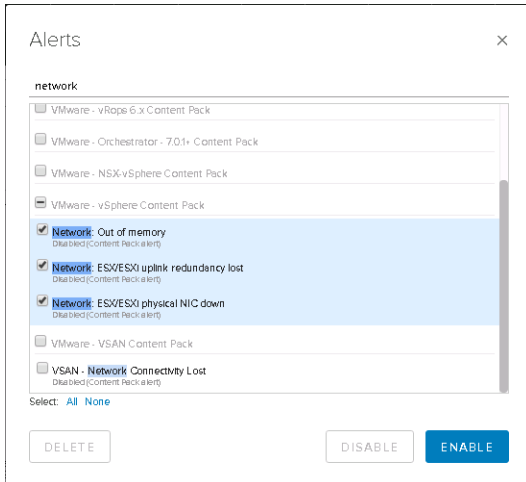 Alerts
network
VMware - vRops 6.x Content Pack
VMware - Orchestrator - 7.0.1+ Content Pack
VMware - NSX-vSphere Content Pack
VMware - vSphere Content Pack
Network: Out of memory
Disabled (Content Pack alert)
Network: ESX/ESXi uplink redundancy lost
Disabled (Content Pack alert)
Network: ESX/ESXi physical NIC down
Disabled (Content Pack alert)
VMware - VSAN Content Pack
VSAN - Network Connectivity Lost
Disabled (Content Pack alert)
Select: All None
DELETE DISABLE ENABLE